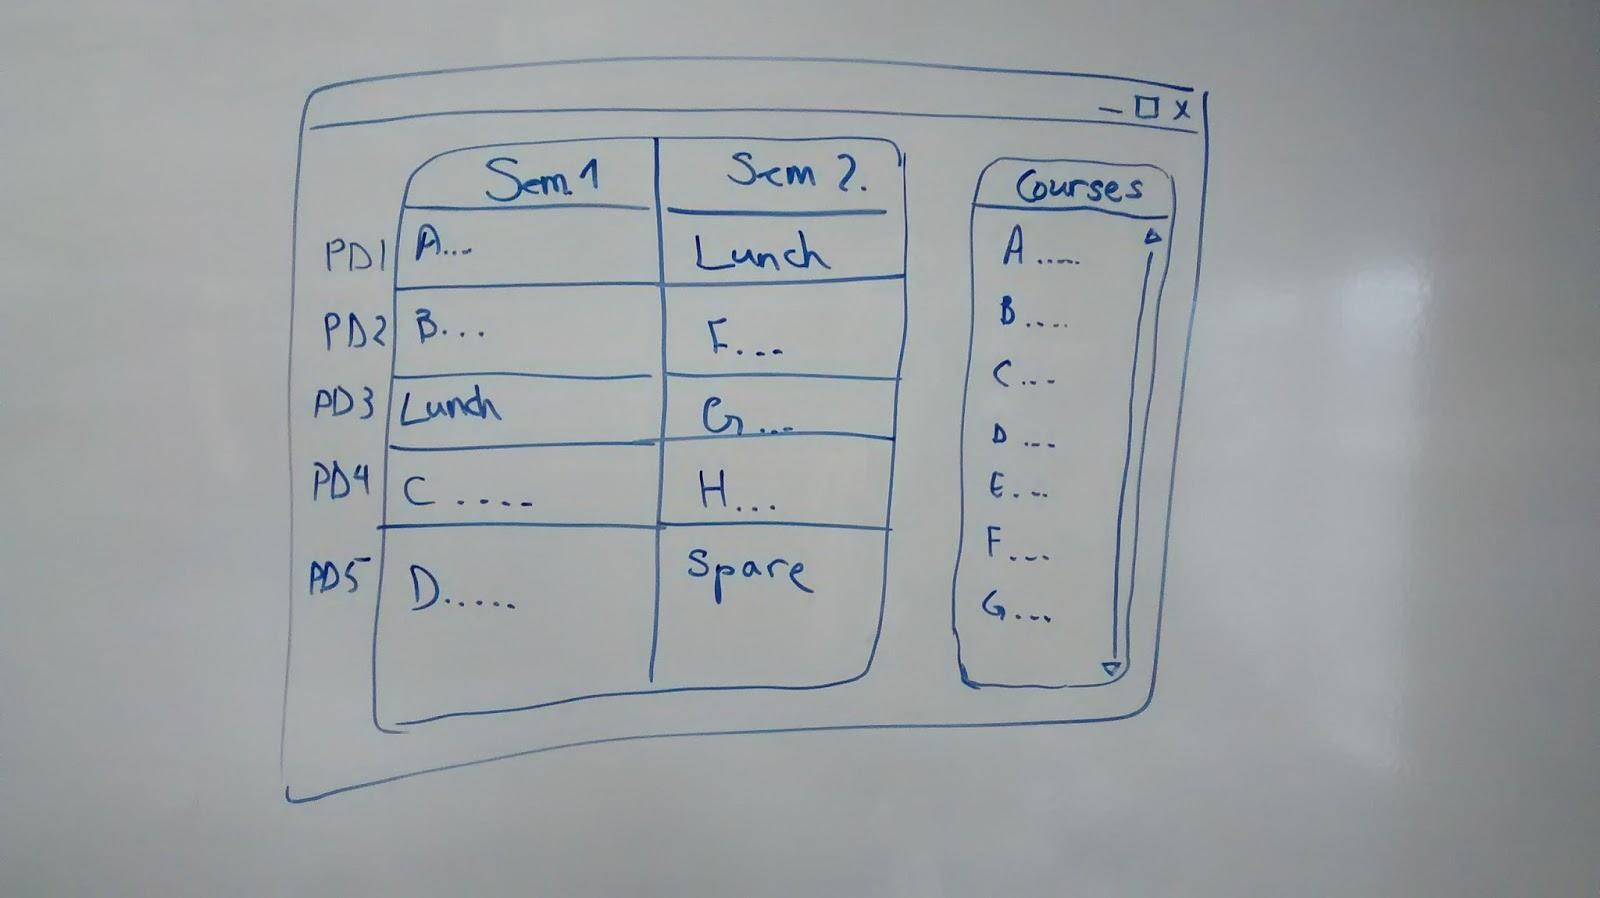 Sem.1 Sem 2.
PD1 A... Lunch
PD2 B... F...
PD3 Lunch G...
PD4 C .... H...
PD5 D..... Spare
Courses
A .....
B ....
C ...
D ...
E. ...
F...
G...